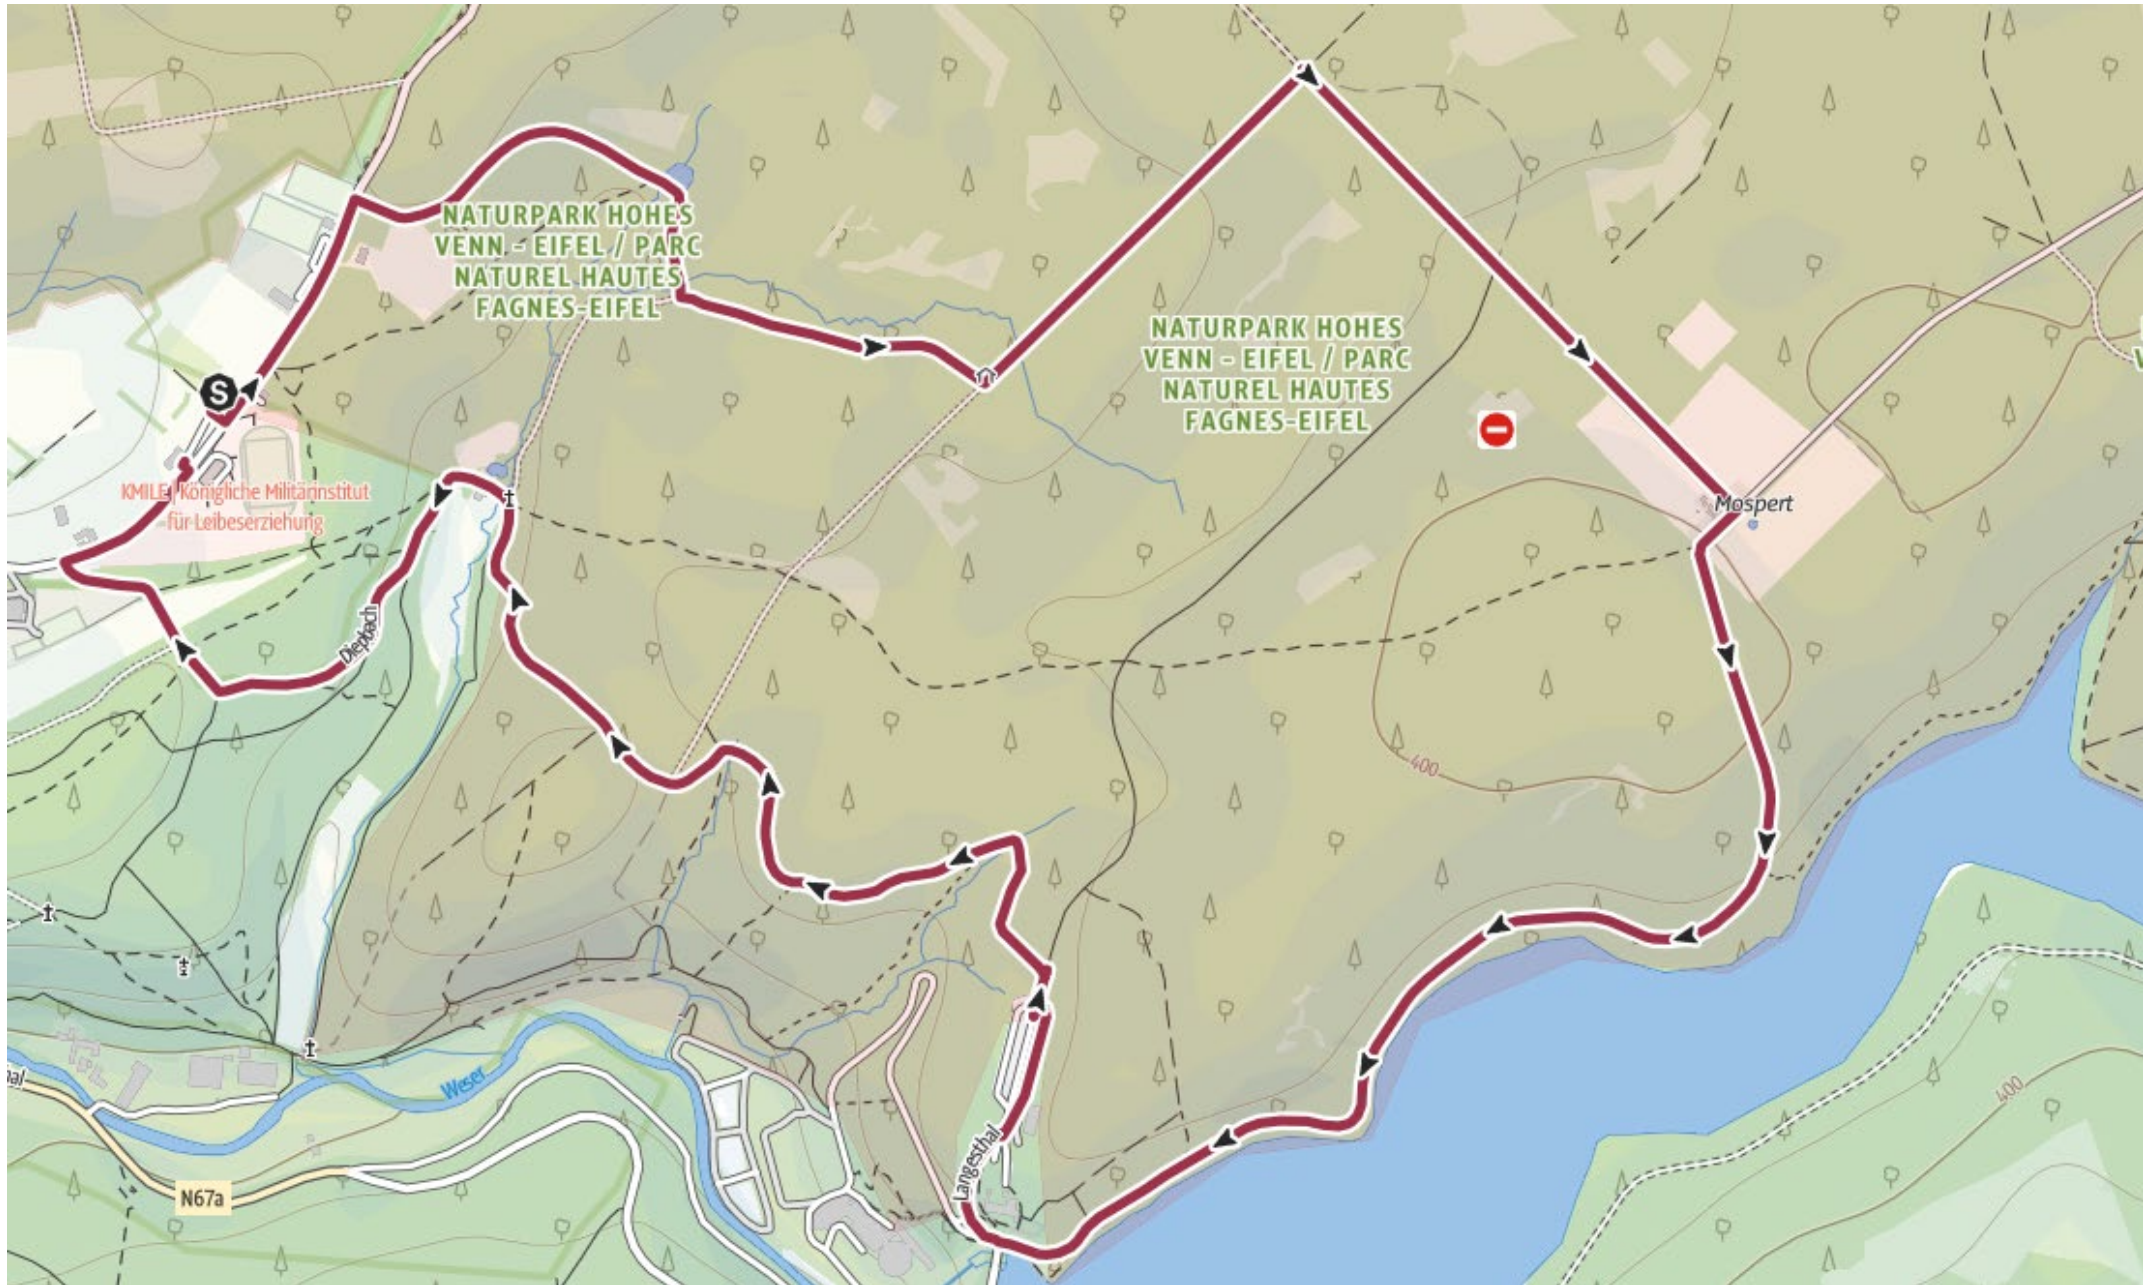 NATURPARK HOHES
VENN - EIFEL / PARC
NATUREL HAUTES
FAGNES-EIFEL
NATURPARK HOHES
VENN - EIFEL / PARC
NATUREL HAUTES
FAGNES-EIFEL
S
KMILE | Königliche Militärinstitut
für Leibeserziehung
Mospert
Diepbach
400
Weser
Langesthal
400
N67a